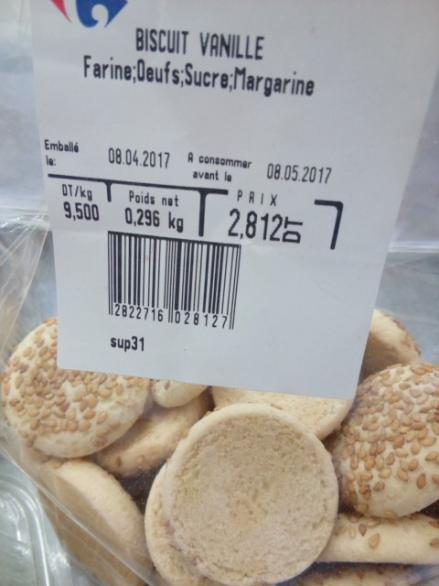 BISCUIT VANILLE
Farine;Oeufs;Sucre;Margarine
Emballé le: 08.04.2017 A consommer avant le 08.05.2017
DT/kg Poids net PRIX
9,500 0,296 kg 2,812DT
2822716 028127
sup31